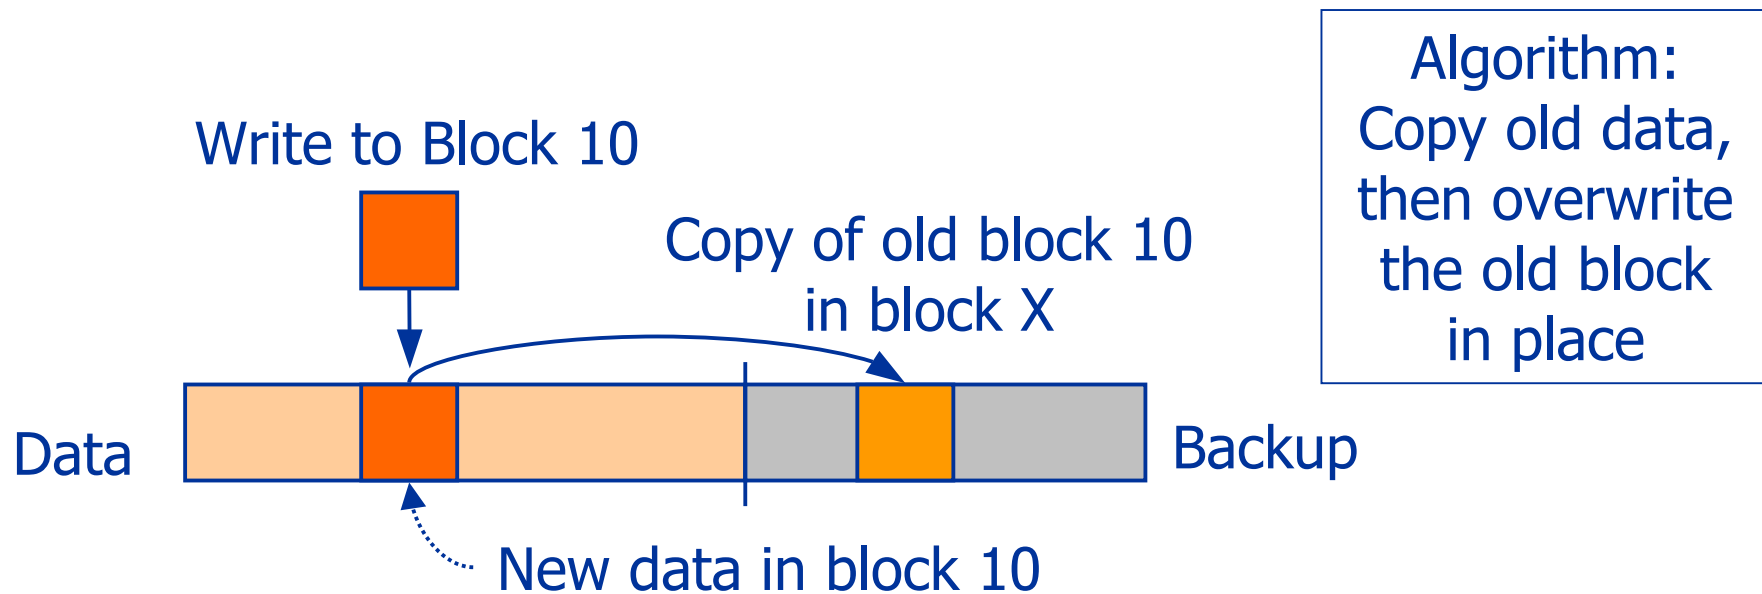 Algorithm:
Copy old data,
then overwrite
the old block
in place
Write to Block 10
Copy of old block 10
in block X
Data
Backup
New data in block 10